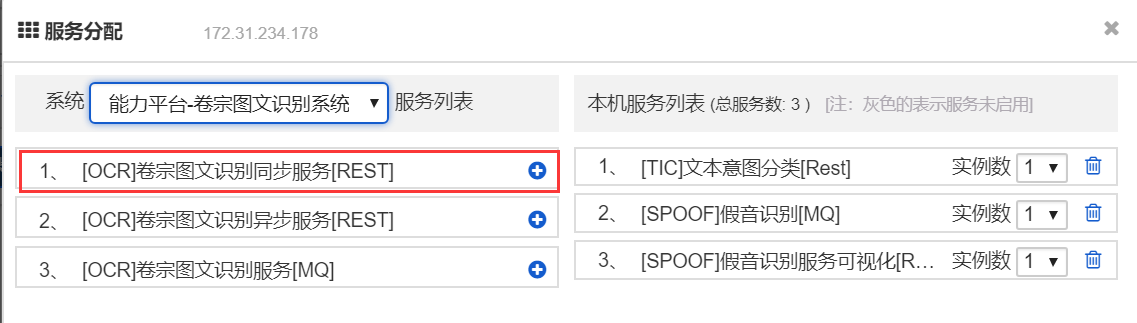 服务分配 172.31.234.178
系统 能力平台-卷宗图文识别系统 服务列表
1、 [OCR]卷宗图文识别同步服务[REST]
2、 [OCR]卷宗图文识别异步服务[REST]
3、 [OCR]卷宗图文识别服务[MQ]
本机服务列表 (总服务数: 3 ) [注：灰色的表示服务未启用]
1、 [TIC]文本意图分类[Rest] 实例数 1
2、 [SPOOF]假音识别[MQ] 实例数 1
3、 [SPOOF]假音识别服务可视化[R... 实例数 1